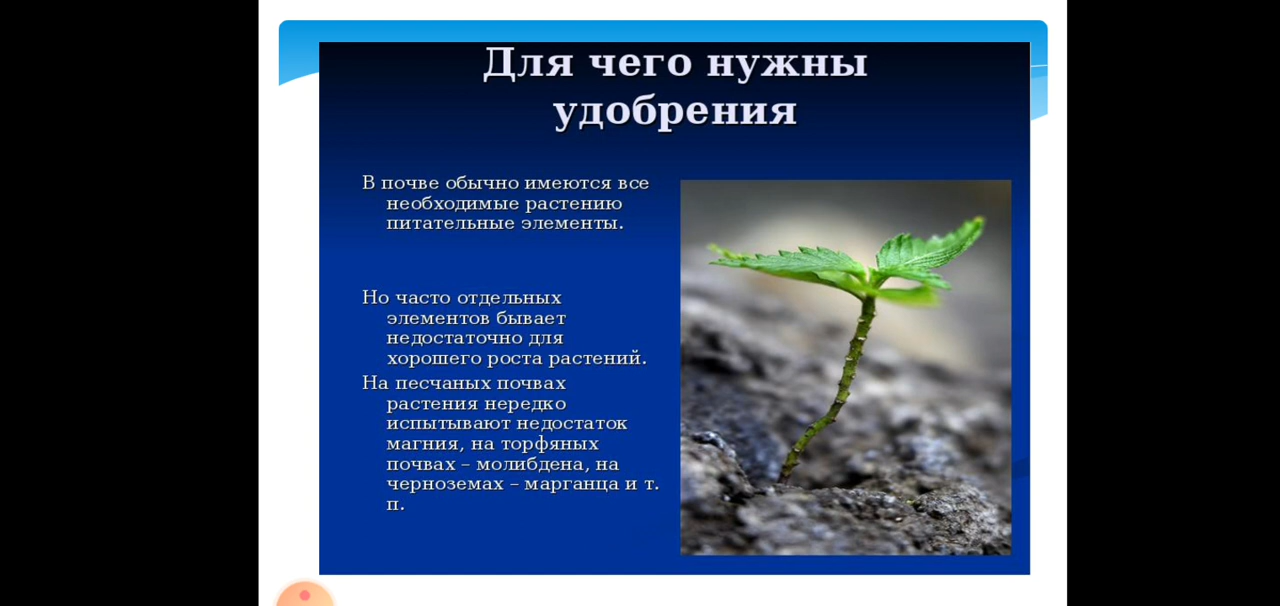 Для чего нужны
удобрения
В почве обычно имеются все
необходимые растению
питательные элементы.
Но часто отдельных
элементов бывает
недостаточно для
хорошего роста растений.
На песчаных почвах
растения нередко
испытывают недостаток
магния, на торфяных
почвах – молибдена, на
черноземах – марганца и т.
п.